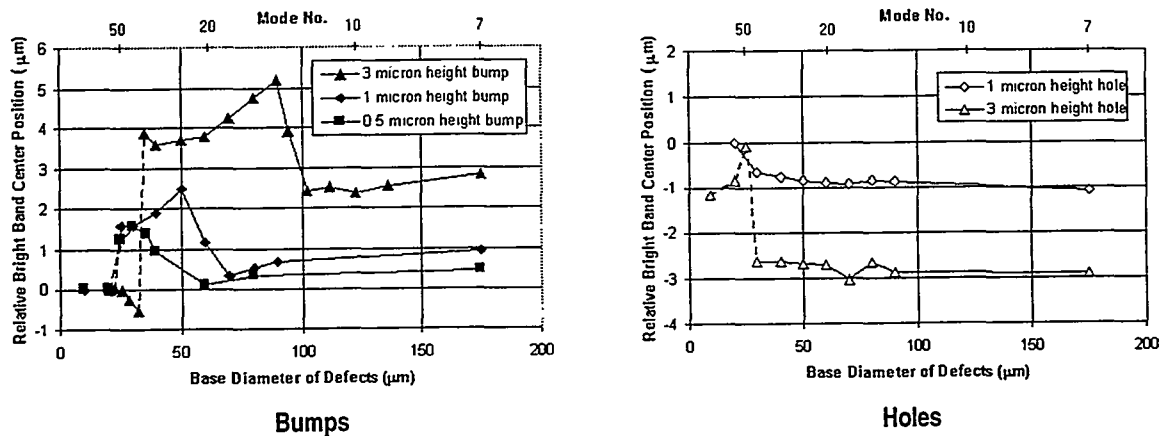 Mode No.
50 20 10 7
6
5
4
3
2
1
0
-1
Relative Bright Band Center Position (μm)
3 micron height bump
1 micron height bump
0.5 micron height bump
0 50 100 150 200
Base Diameter of Defects (μm)
Bumps
Mode No.
50 20 10 7
2
1
0
-1
-2
-3
-4
Relative Bright Band Center Position (μm)
1 micron height hole
3 micron height hole
0 50 100 150 200
Base Diameter of Defects (μm)
Holes